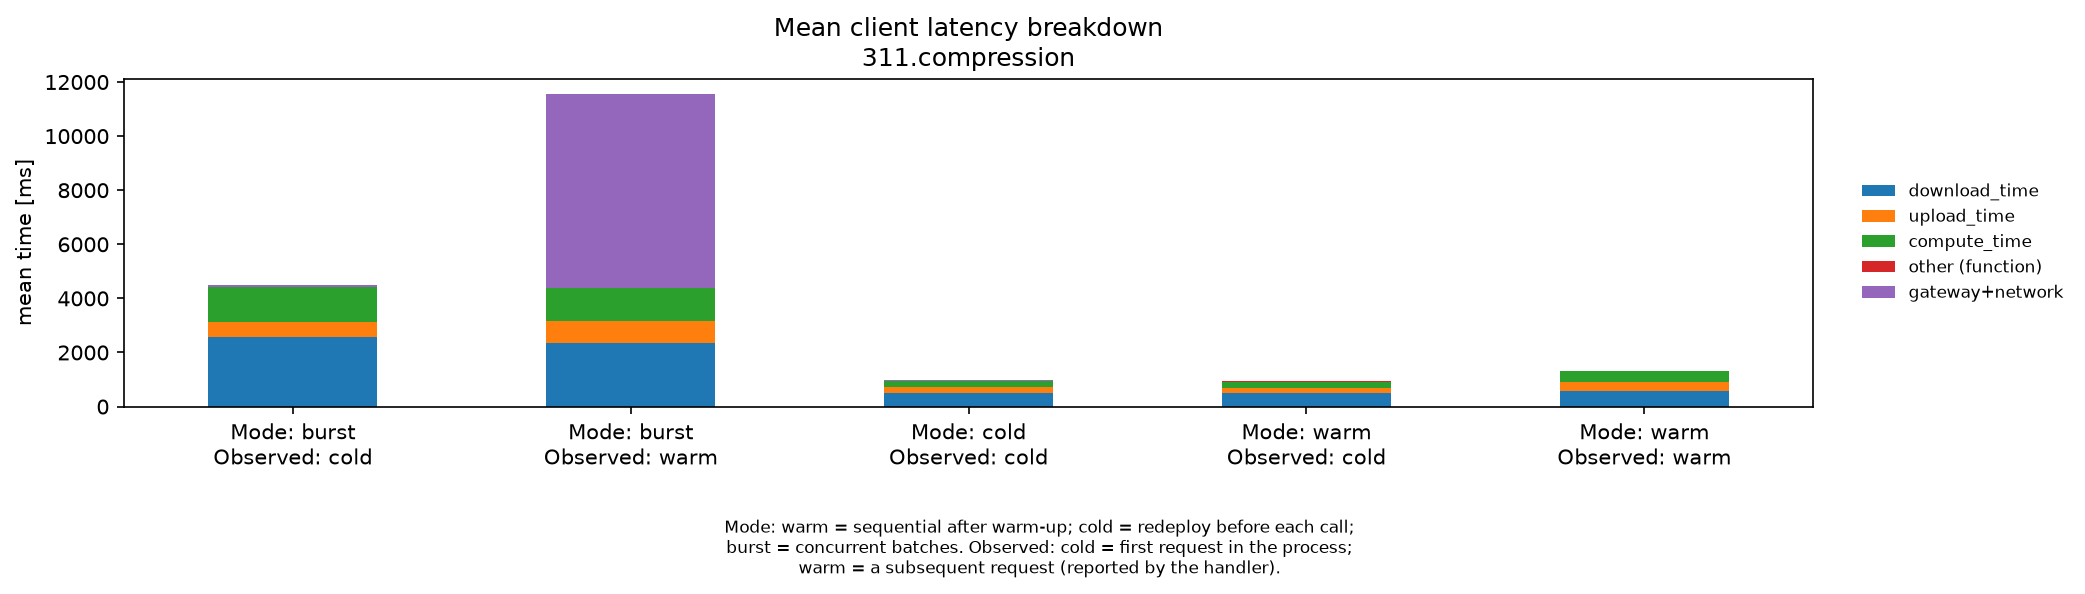 Mean client latency breakdown
311.compression
mean time [ms]
12000
10000
8000
6000
4000
2000
0
Mode: burst
Observed: cold
Mode: burst
Observed: warm
Mode: cold
Observed: cold
Mode: warm
Observed: cold
Mode: warm
Observed: warm
download_time
upload_time
compute_time
other (function)
gateway+network
Mode: warm = sequential after warm-up; cold = redeploy before each call;
burst = concurrent batches. Observed: cold = first request in the process;
warm = a subsequent request (reported by the handler).